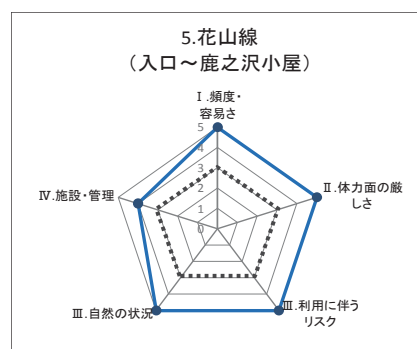 5.花山線
（入口～鹿之沢小屋）
Ⅰ.頻度・
容易さ
5
4
3
2
1
0
Ⅱ.体力面の厳
しさ
Ⅲ.利用に伴う
リスク
Ⅲ.自然の状況
Ⅳ.施設・管理